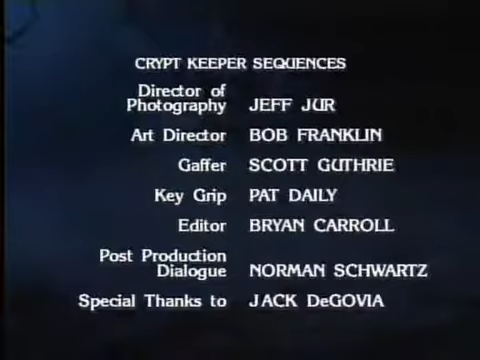 CRYPT KEEPER SEQUENCES
Director of
Photography JEFF JUR
Art Director BOB FRANKLIN
Gaffer SCOTT GUTHRIE
Key Grip PAT DAILY
Editor BRYAN CARROLL
Post Production
Dialogue NORMAN SCHWARTZ
Special Thanks to JACK DeGOVIA